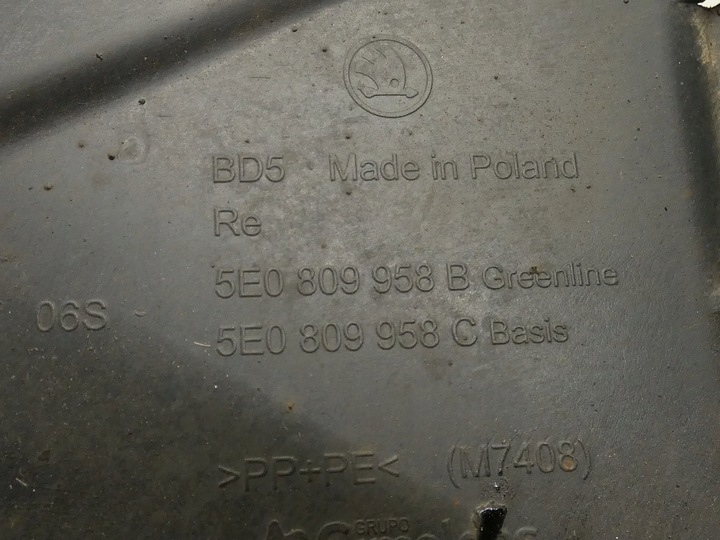 BD5 Made in Poland
Re
5E0 809 958 B Greenline
06S
5E0 809 958 C Basis
>PP+PE< (M7408)
GRUPO